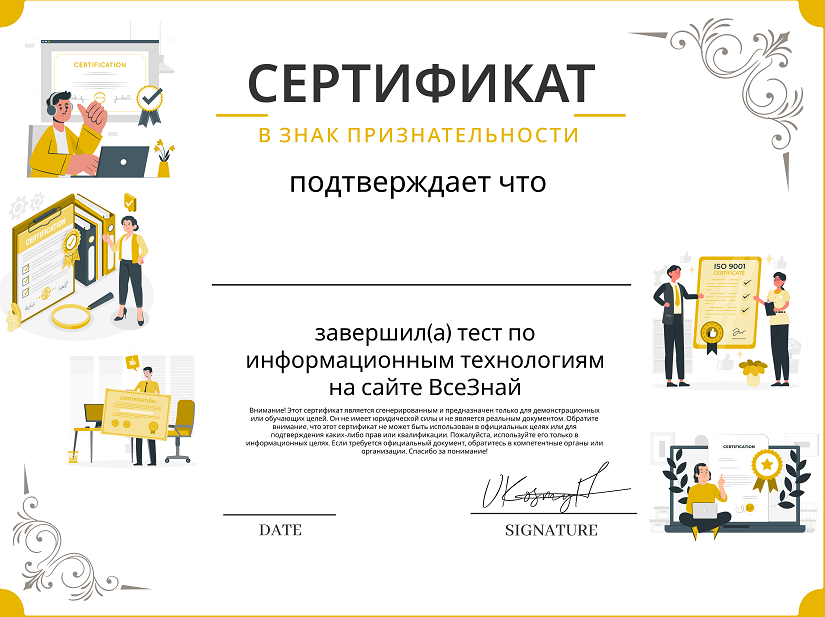 CERTIFICATION
СЕРТИФИКАТ
В ЗНАК ПРИЗНАТЕЛЬНОСТИ
подтверждает что
CERTIFICATION
ISO 9001
CERTIFICATE
завершил(а) тест по
информационным технологиям
на сайте ВсеЗнай
CERTIFICATION
Внимание! Этот сертификат является сгенерированным и предназначен только для демонстрационных
или обучающих целей. Он не имеет юридической силы и не является реальным документом. Обратите
внимание, что этот сертификат не может быть использован в официальных целях или для
подтверждения каких-либо прав или квалификации. Пожалуйста, используйте его только в
информационных целях. Если требуется официальный документ, обратитесь в компетентные органы или
организации. Спасибо за понимание!
CERTIFICATION
DATE
SIGNATURE